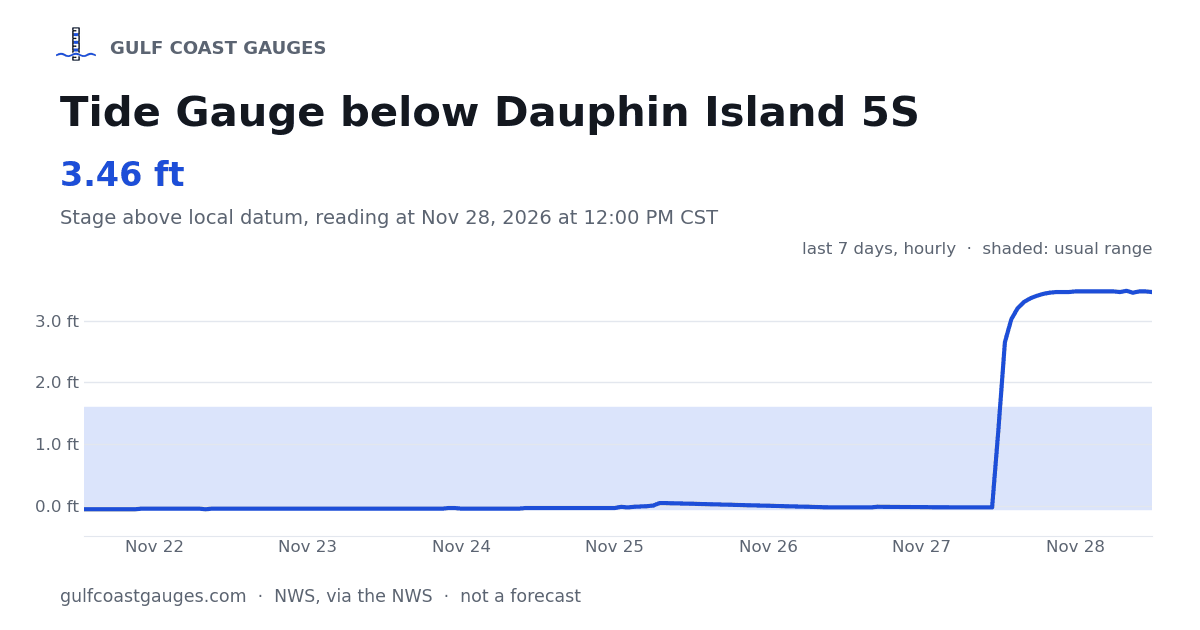 GULF COAST GAUGES
Tide Gauge below Dauphin Island 5S
3.46 ft
Stage above local datum, reading at Nov 28, 2026 at 12:00 PM CST
last 7 days, hourly · shaded: usual range
3.0 ft
2.0 ft
1.0 ft
0.0 ft
Nov 22 Nov 23 Nov 24 Nov 25 Nov 26 Nov 27 Nov 28
gulfcoastgauges.com · NWS, via the NWS · not a forecast